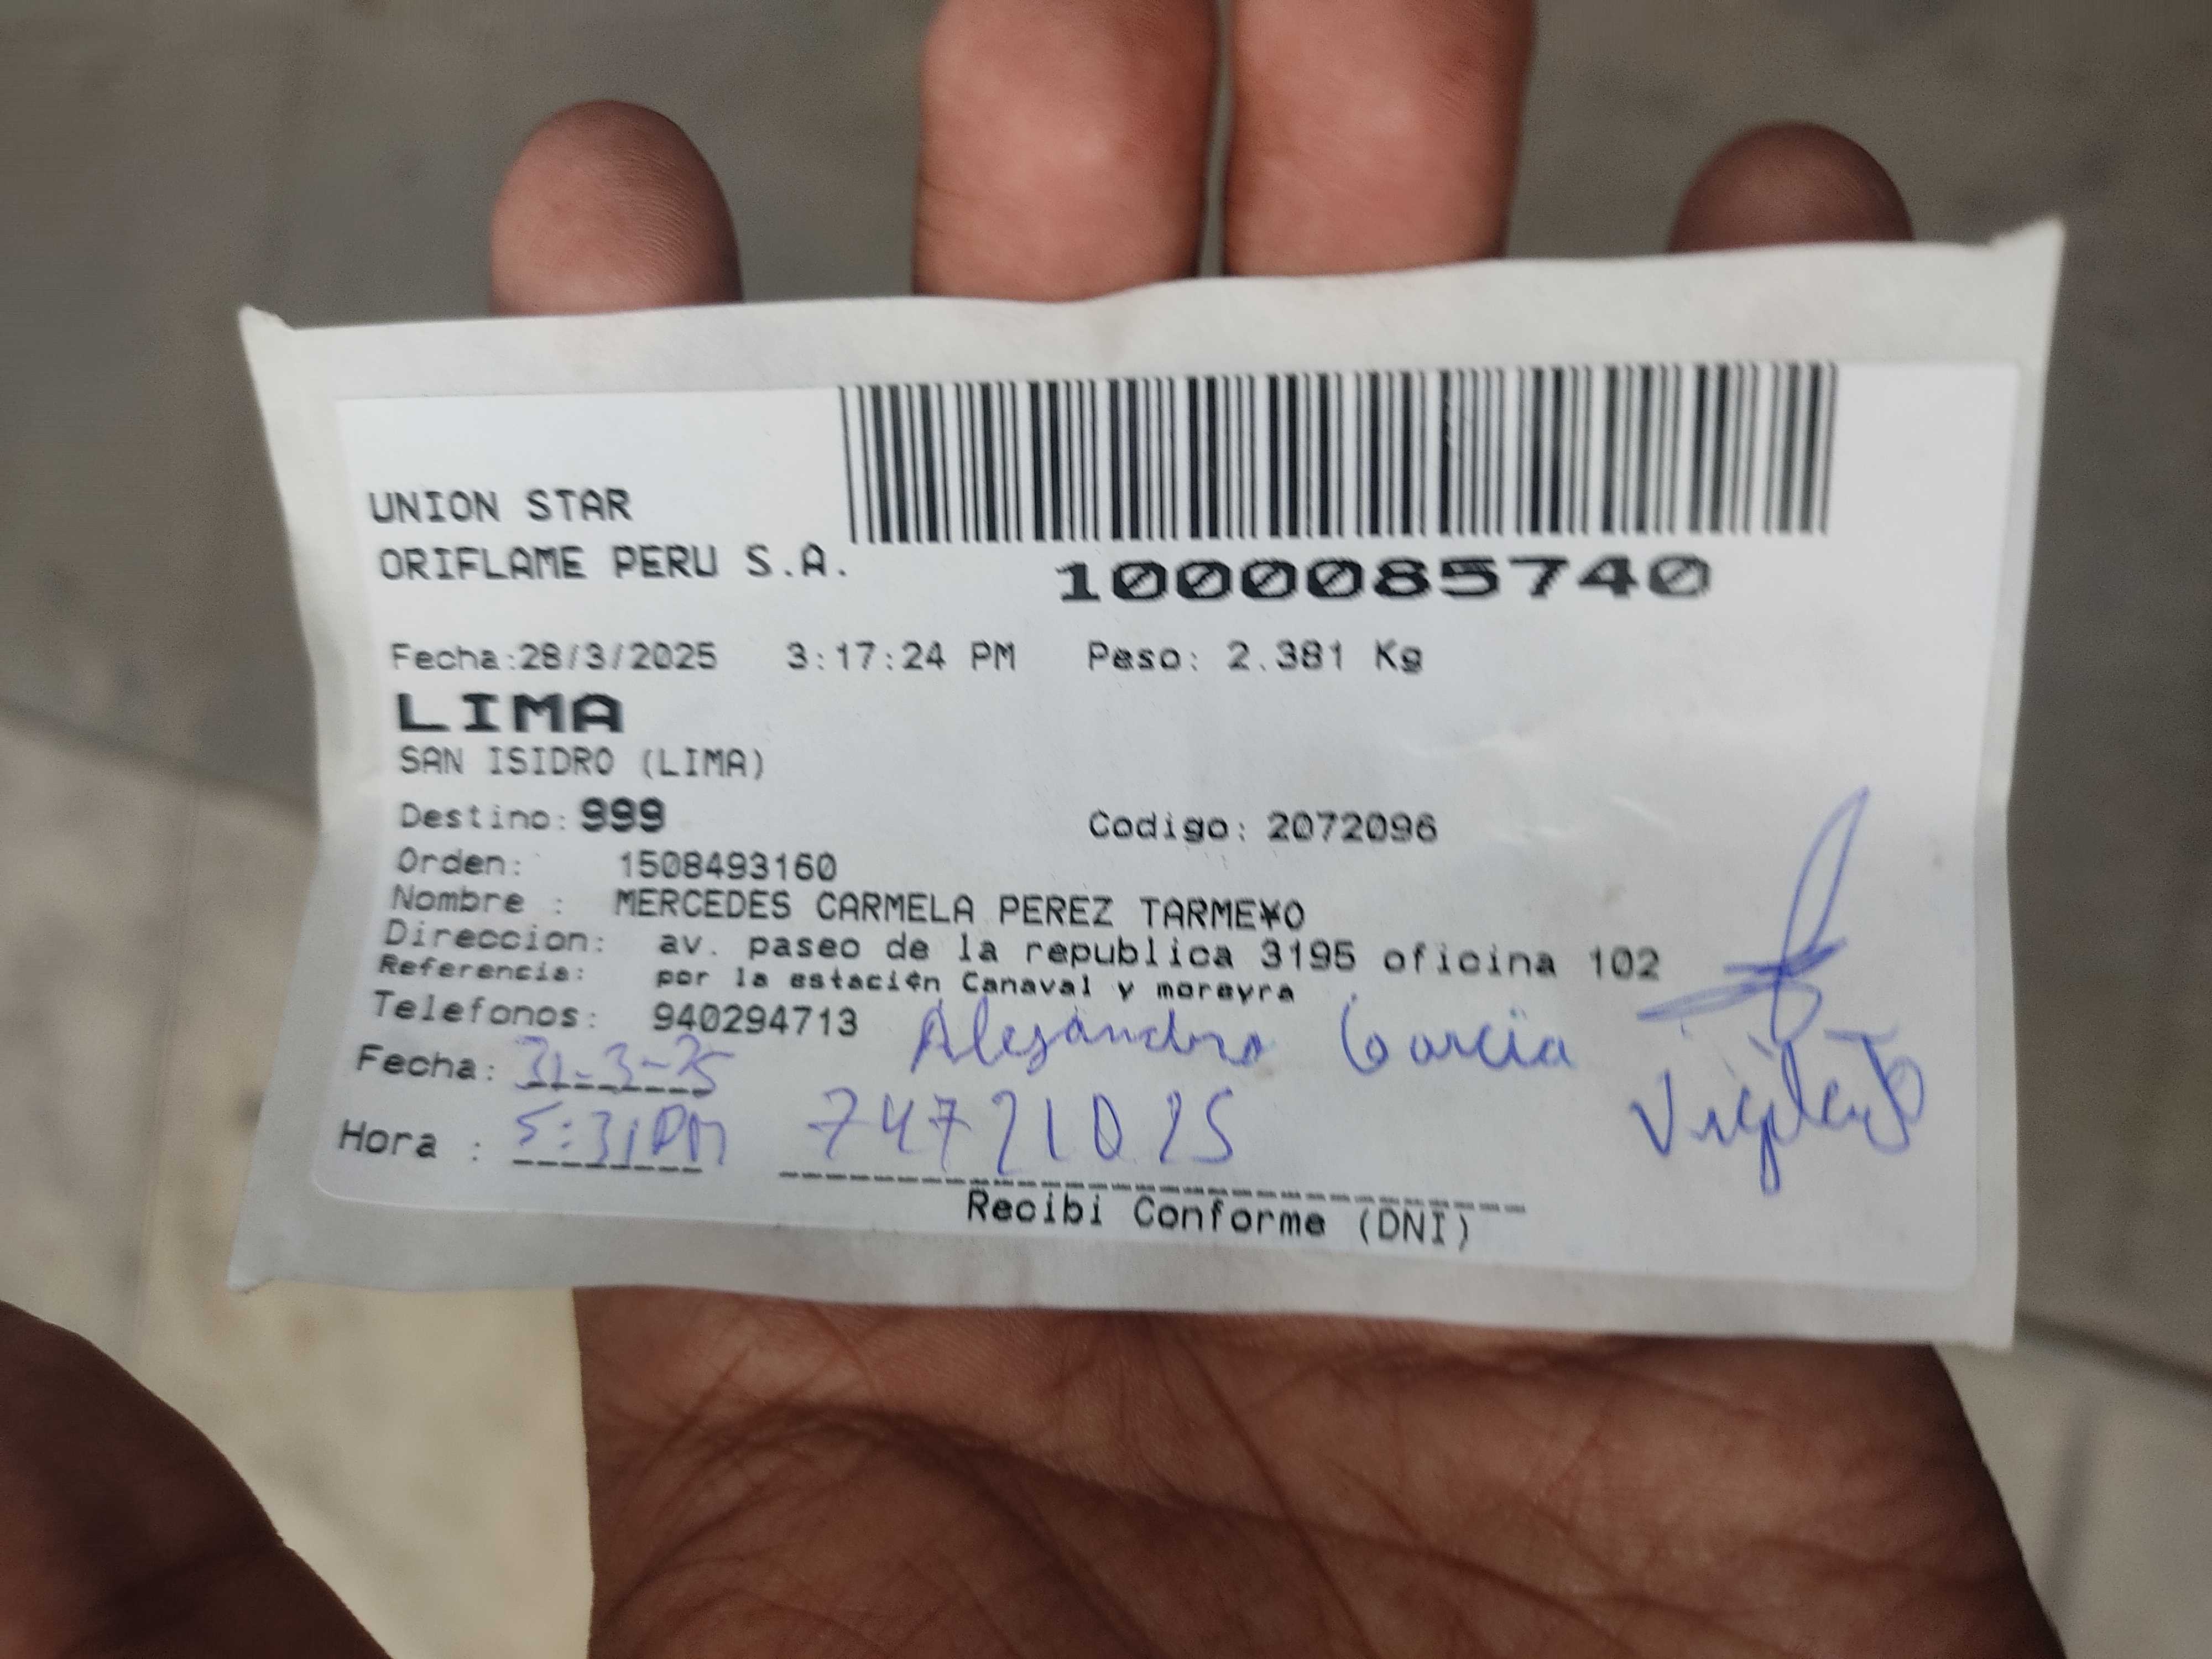 UNION STAR
ORIFLAME PERU S.A.
1000085740
Fecha:28/3/2025 3:17:24 PM Peso: 2.381 Kg
LIMA
SAN ISIDRO (LIMA)
Destino: 999 Codigo: 2072096
Orden: 1508493160
Nombre : MERCEDES CARMELA PEREZ TARME¥O
Direccion: av. paseo de la republica 3195 oficina 102
Referencia: por la estaci¢n Canaval y moreyra
Telefonos: 940294713 Alejandro Garcia
Fecha: 31-3-25
Hora : 5:31PM 74721025 Vigilante
Recibi Conforme (DNI)